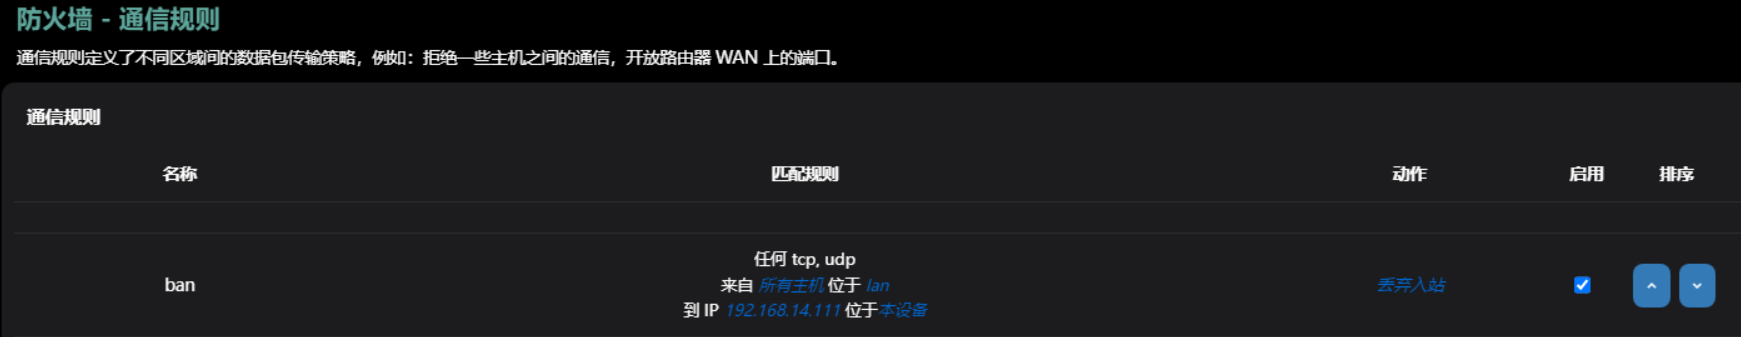 防火墙 - 通信规则
通信规则定义了不同区域间的数据包传输策略，例如：拒绝一些主机之间的通信，开放路由器 WAN 上的端口。
通信规则
名称 匹配规则 动作 启用 排序
任何 tcp, udp
ban 来自 所有主机 位于 lan 丢弃入站
到 IP 192.168.14.111 位于本设备